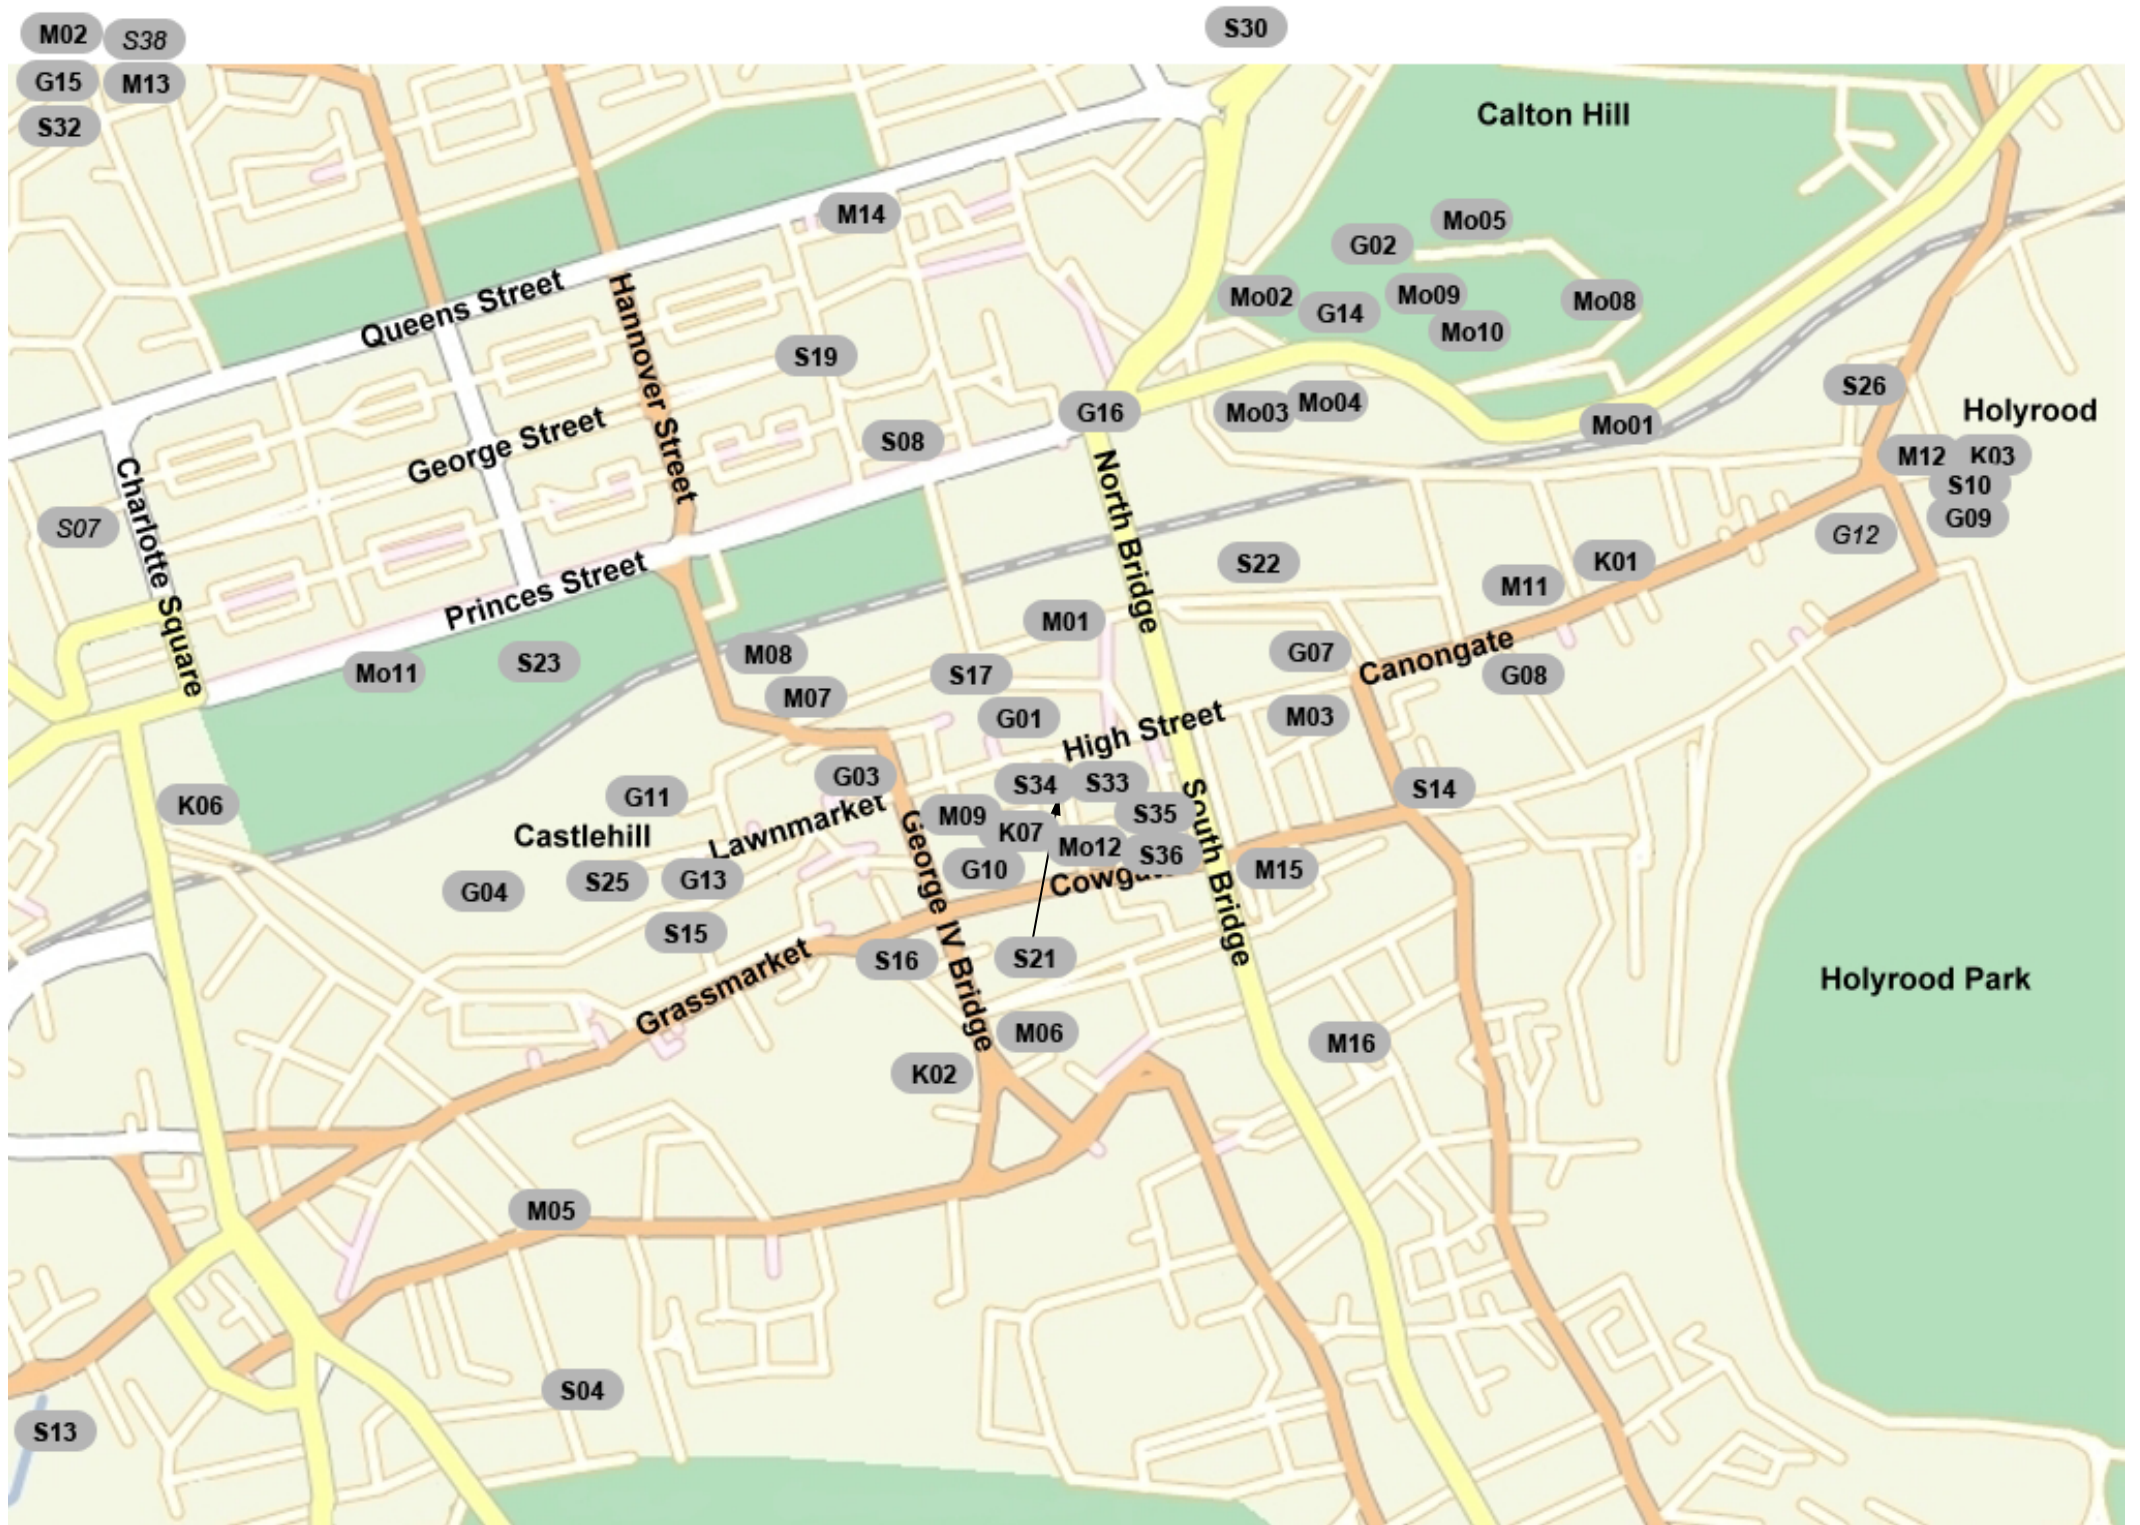 M02
S38
S30
G15
M13
S32
Calton Hill
M14
Mo05
G02
Mo02
Mo09
Mo08
G14
Mo10
Queens Street
Hannover Street
S19
S26
George Street
S08
G16
Mo03
Mo04
Mo01
Holyrood
M12
K03
S10
G09
S07
Charlotte Square
G12
North Bridge
Princes Street
S22
K01
M11
M01
M08
G07
Canongate
Mo11
S23
S17
G08
M07
G01
High Street
M03
K06
G11
G03
S34
S33
S14
Castlehill
Lawnmarket
M09
K07
S35
Mo12
S36
South Bridge
George IV Bridge
G04
S25
G13
G10
Cowgate
M15
S15
Grassmarket
S16
S21
Holyrood Park
M06
M16
K02
M05
S04
S13